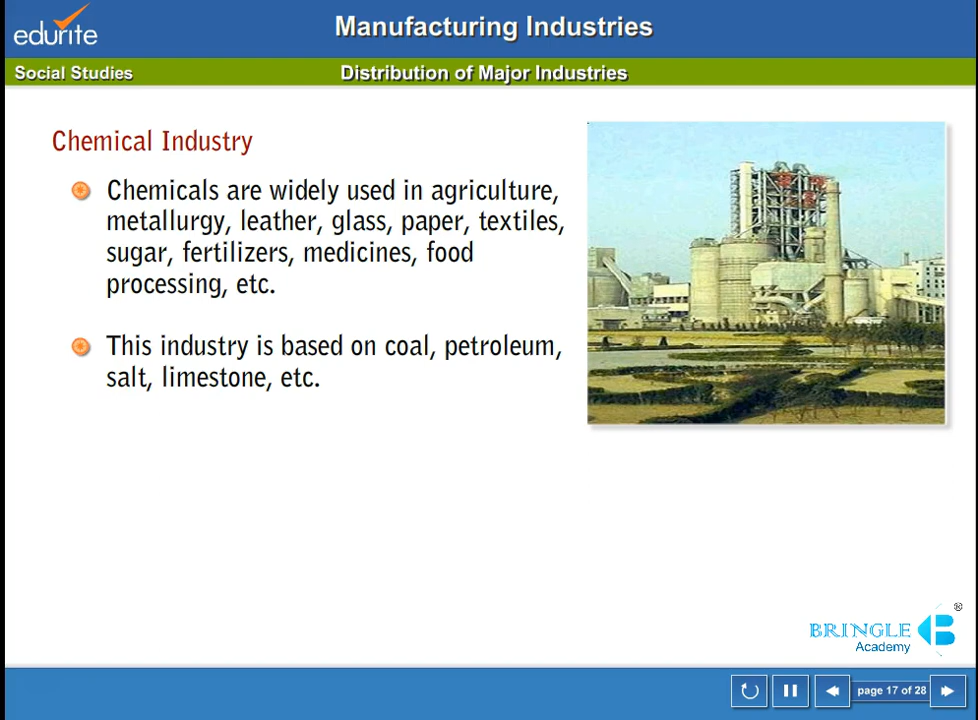 edurite
Manufacturing Industries
Social Studies
Distribution of Major Industries
Chemical Industry
Chemicals are widely used in agriculture,
metallurgy, leather, glass, paper, textiles,
sugar, fertilizers, medicines, food
processing, etc.
This industry is based on coal, petroleum,
salt, limestone, etc.
BRINGLE
Academy
®
page 17 of 28